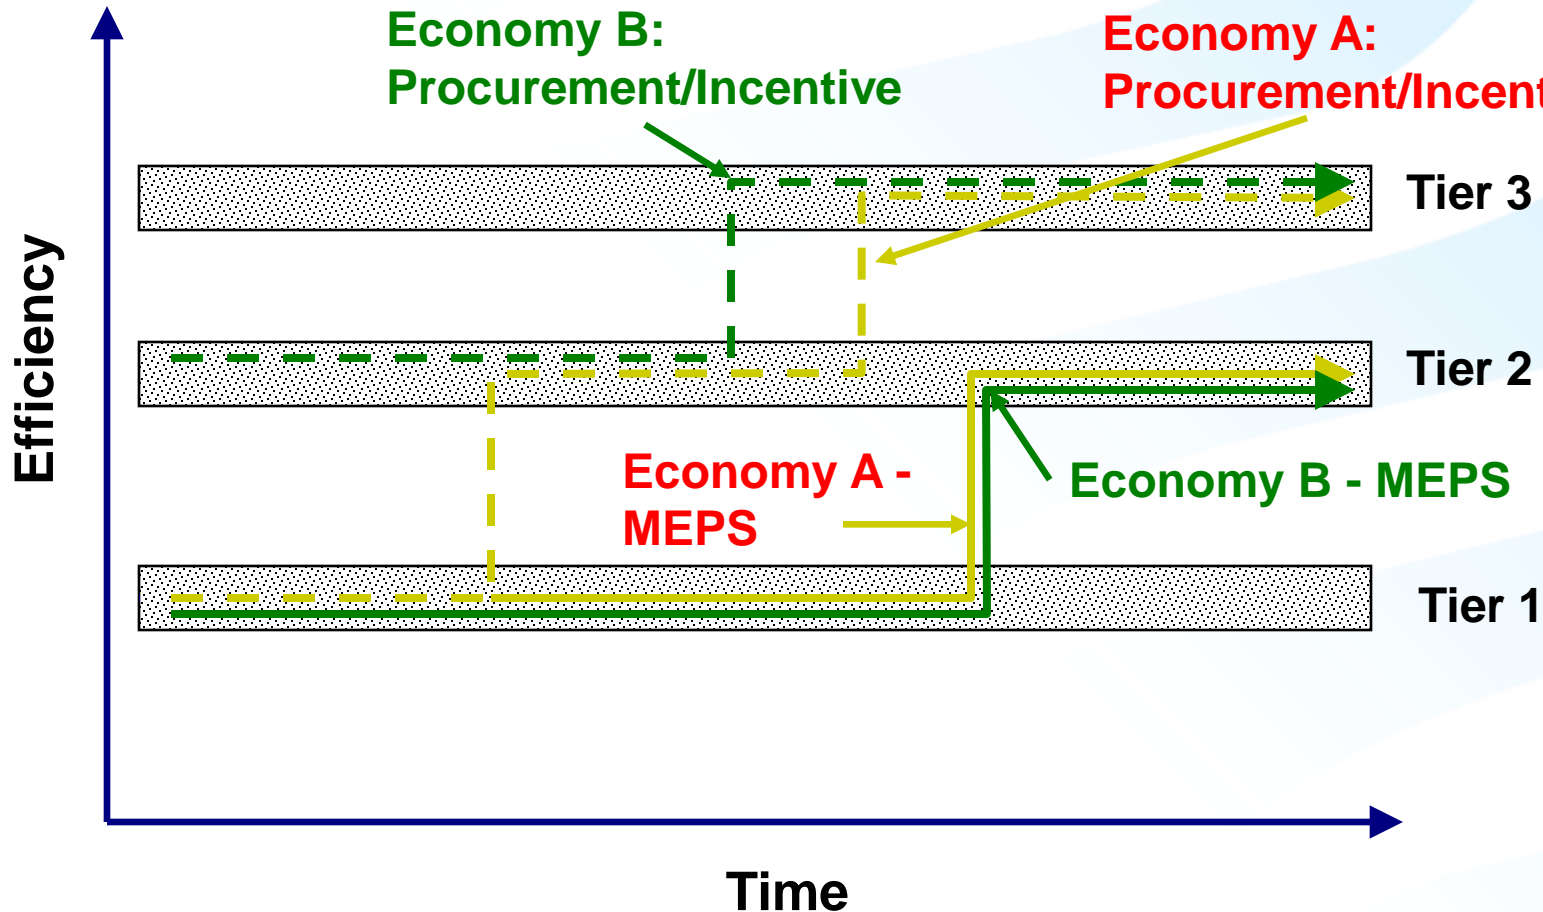 Economy B:
Procurement/Incentive
Economy A:
Procurement/Incent
Tier 3
Efficiency
Tier 2
Economy A -
MEPS
Economy B - MEPS
Tier 1
Time